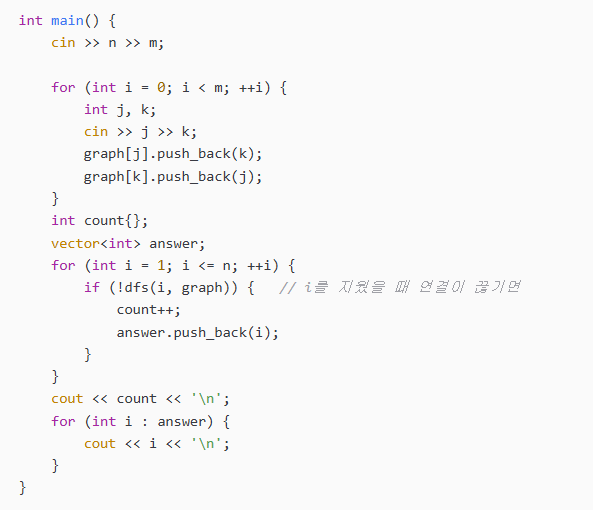 int main() {
    cin >> n >> m;

    for (int i = 0; i < m; ++i) {
        int j, k;
        cin >> j >> k;
        graph[j].push_back(k);
        graph[k].push_back(j);
    }
    int count{};
    vector<int> answer;
    for (int i = 1; i <= n; ++i) {
        if (!dfs(i, graph)) {   // i를 지웠을 때 연결이 끊기면
            count++;
            answer.push_back(i);
        }
    }
    cout << count << '\n';
    for (int i : answer) {
        cout << i << '\n';
    }
}